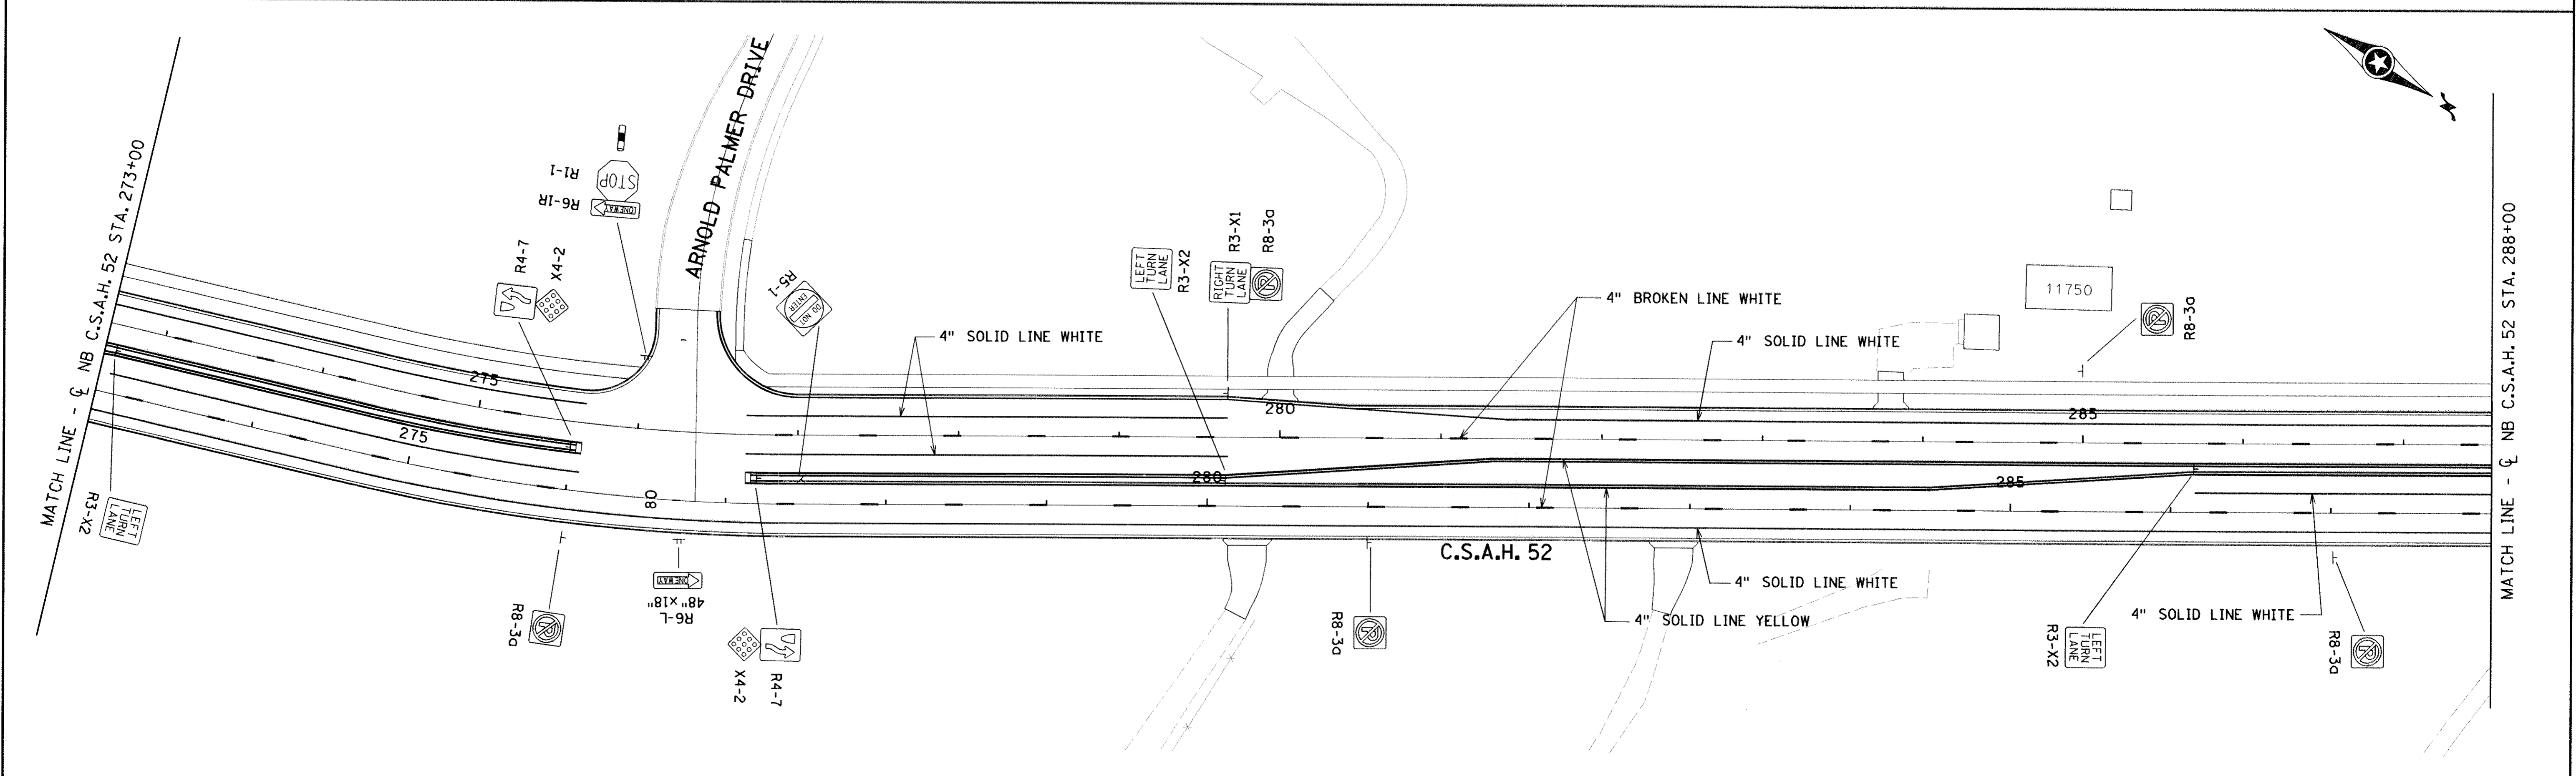 MATCH LINE - ℄ NB C.S.A.H. 52 STA. 273+00
ARNOLD PALMER DRIVE
R1-1
STOP
R6-1R
ONEWAY
R4-7
X4-2
R5-1
DO NOT
ENTER
LEFT
TURN
LANE
R3-X2
R3-X1
RIGHT
TURN
LANE
R8-3a
P
4" SOLID LINE WHITE
4" BROKEN LINE WHITE
4" SOLID LINE WHITE
11750
R8-3a
P
MATCH LINE - ℄ NB C.S.A.H. 52 STA. 288+00
N
275
280
285
275
280
285
80
C.S.A.H. 52
R3-X2
LEFT
TURN
LANE
R8-3a
P
ONEWAY
R6-L
48"x18"
X4-2
R4-7
R8-3a
P
4" SOLID LINE WHITE
4" SOLID LINE YELLOW
R3-X2
LEFT
TURN
LANE
4" SOLID LINE WHITE
R8-3a
P